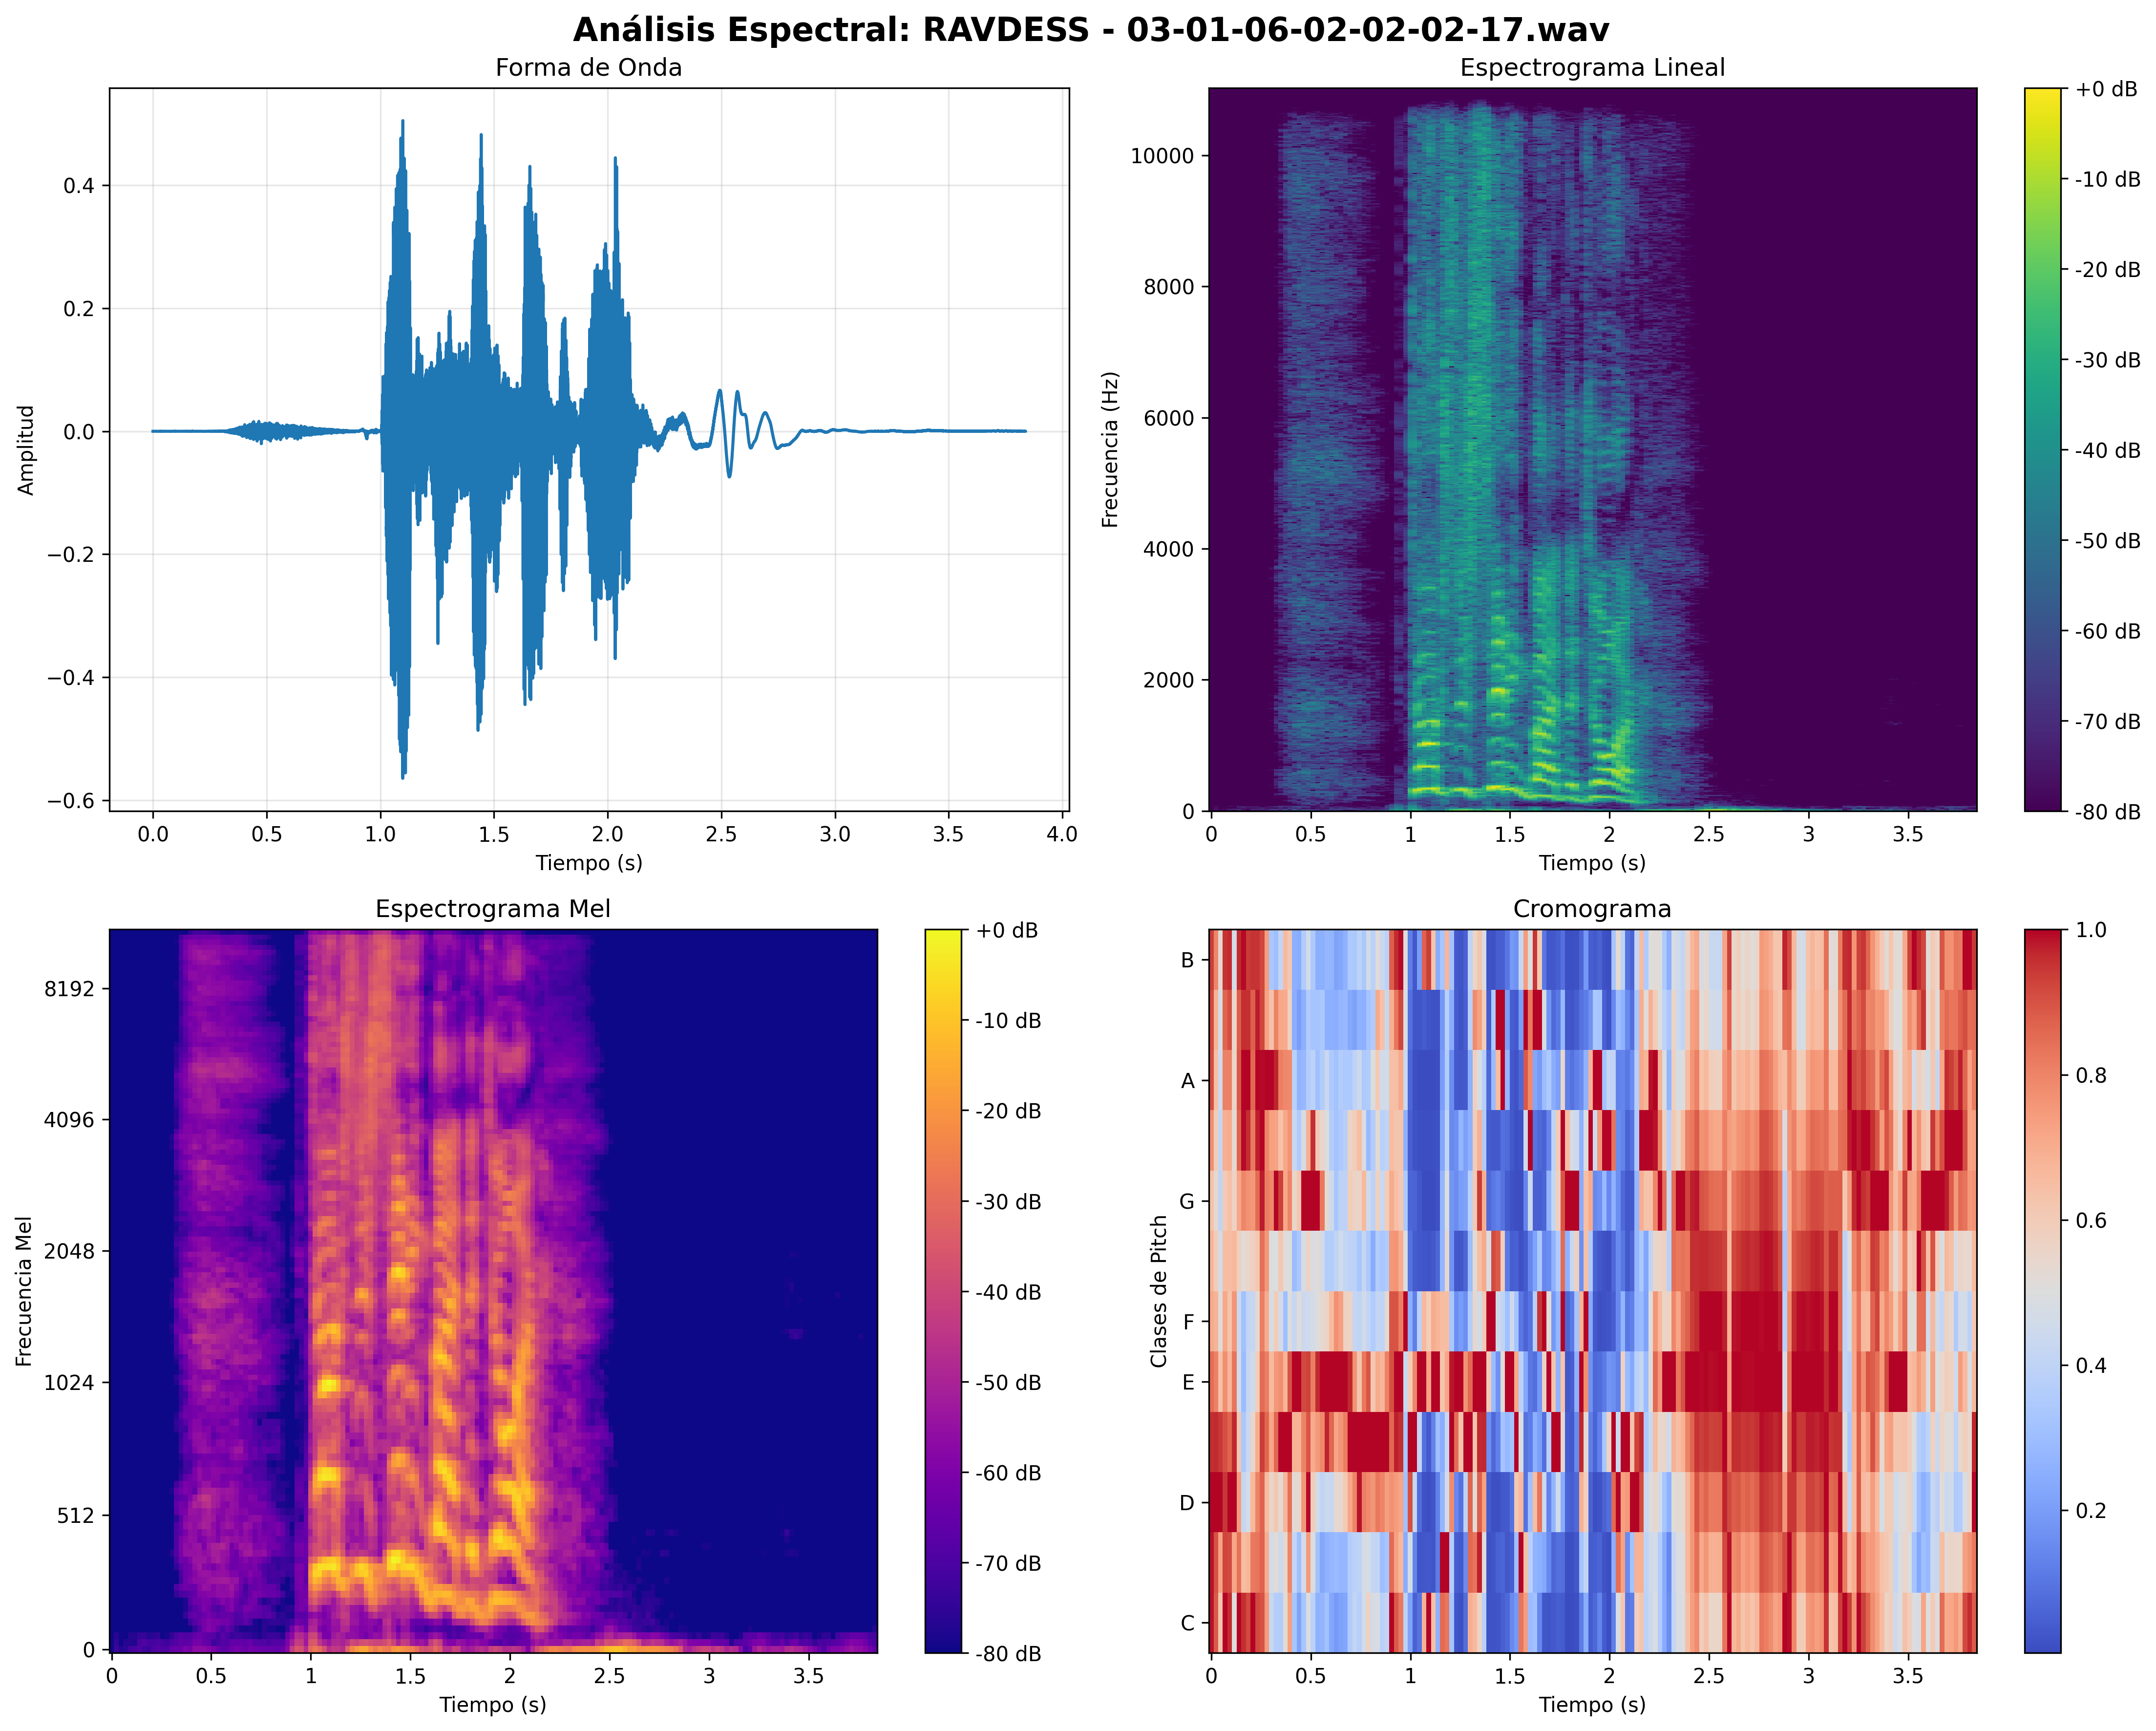 Análisis Espectral: RAVDESS - 03-01-06-02-02-02-17.wav
Forma de Onda
Amplitud
0.4
0.2
0.0
−0.2
−0.4
−0.6
0.0 0.5 1.0 1.5 2.0 2.5 3.0 3.5 4.0
Tiempo (s)
Espectrograma Lineal
Frecuencia (Hz)
10000
8000
6000
4000
2000
0
0 0.5 1 1.5 2 2.5 3 3.5
Tiempo (s)
+0 dB
-10 dB
-20 dB
-30 dB
-40 dB
-50 dB
-60 dB
-70 dB
-80 dB
Espectrograma Mel
Frecuencia Mel
8192
4096
2048
1024
512
0
0 0.5 1 1.5 2 2.5 3 3.5
Tiempo (s)
+0 dB
-10 dB
-20 dB
-30 dB
-40 dB
-50 dB
-60 dB
-70 dB
-80 dB
Cromograma
Clases de Pitch
B
A
G
F
E
D
C
0 0.5 1 1.5 2 2.5 3 3.5
Tiempo (s)
1.0
0.8
0.6
0.4
0.2